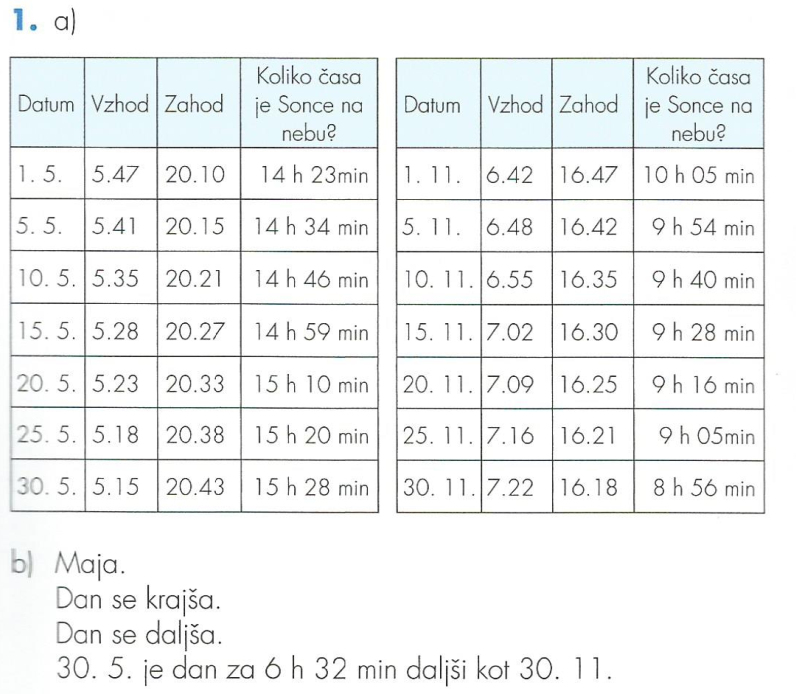 1. a)
Datum Vzhod Zahod Koliko časa je Sonce na nebu?
1. 5. 5.47 20.10 14 h 23min
5. 5. 5.41 20.15 14 h 34 min
10. 5. 5.35 20.21 14 h 46 min
15. 5. 5.28 20.27 14 h 59 min
20. 5. 5.23 20.33 15 h 10 min
25. 5. 5.18 20.38 15 h 20 min
30. 5. 5.15 20.43 15 h 28 min
Datum Vzhod Zahod Koliko časa je Sonce na nebu?
1. 11. 6.42 16.47 10 h 05 min
5. 11. 6.48 16.42 9 h 54 min
10. 11. 6.55 16.35 9 h 40 min
15. 11. 7.02 16.30 9 h 28 min
20. 11. 7.09 16.25 9 h 16 min
25. 11. 7.16 16.21 9 h 05min
30. 11. 7.22 16.18 8 h 56 min
b) Maja.
Dan se krajša.
Dan se daljša.
30. 5. je dan za 6 h 32 min daljši kot 30. 11.